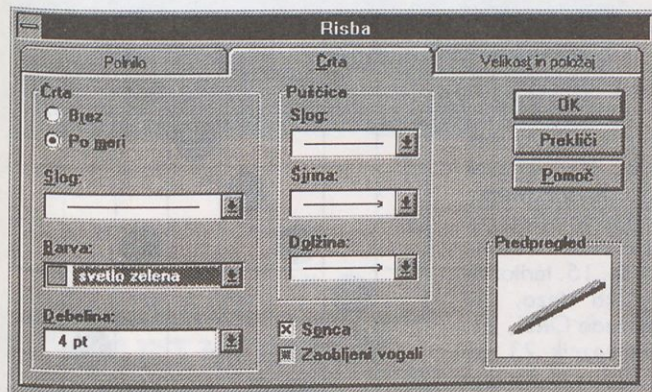 Risba
Polnilo
Črta
Velikost in položaj
Črta
Brez
Po meri
Slog:
Barva:
svetlo zelena
Debelina:
4 pt
Puščica
Slog:
Širina:
Dolžina:
Senca
Zaobljeni vogali
OK
Prekliči
Pomoč
Predpregled